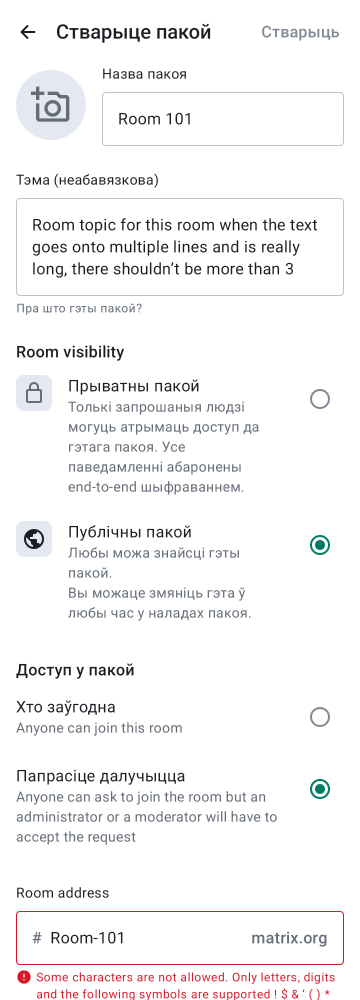 Стварыце пакой
Стварыць
Назва пакоя
Room 101
Тэма (неабавязкова)
Room topic for this room when the text
goes onto multiple lines and is really
long, there shouldn’t be more than 3
Пра што гэты пакой?
Room visibility
Прыватны пакой
Толькі запрошаныя людзі
могуць атрымаць доступ да
гэтага пакоя. Усе
паведамленні абаронены
end-to-end шыфраваннем.
Публічны пакой
Любы можа знайсці гэты
пакой.
Вы можаце змяніць гэта ў
любы час у наладах пакоя.
Доступ у пакой
Хто заўгодна
Anyone can join this room
Папрасіце далучыцца
Anyone can ask to join the room but an
administrator or a moderator will have to
accept the request
Room address
# Room-101 matrix.org
Some characters are not allowed. Only letters, digits
and the following symbols are supported ! $ & ‘ ( ) *